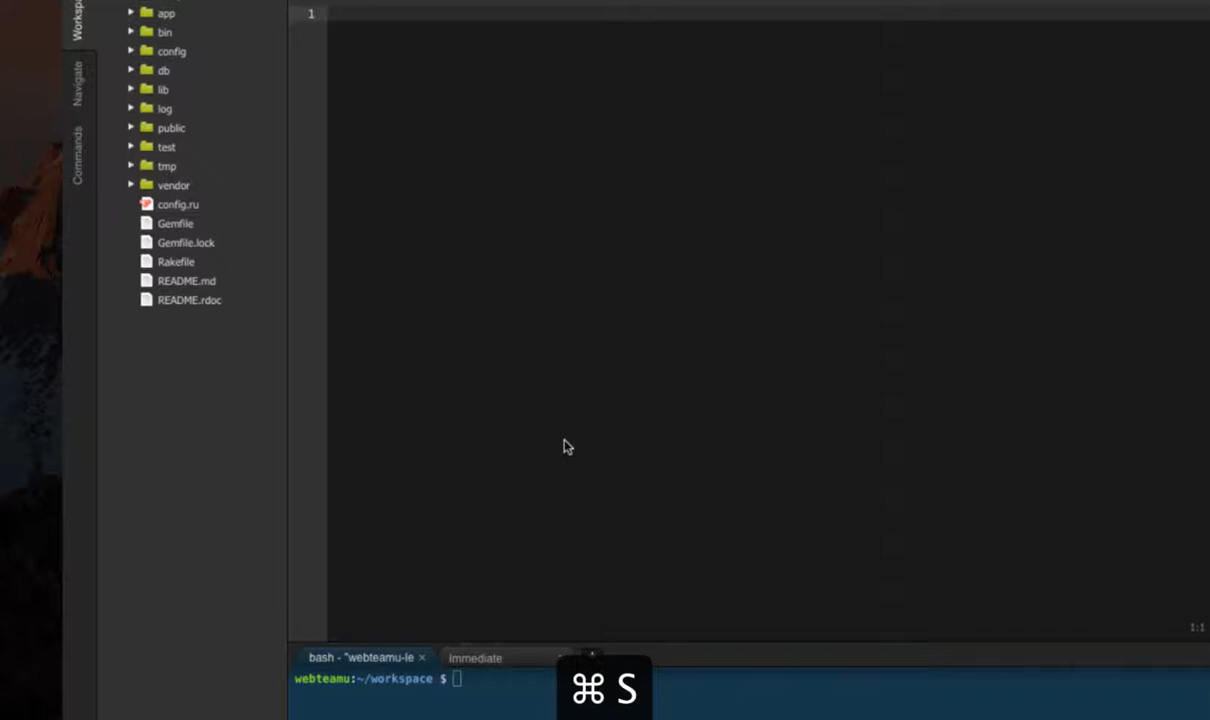 Workspa
Navigate
Commands
app
bin
config
db
lib
log
public
test
tmp
vendor
config.ru
Gemfile
Gemfile.lock
Rakefile
README.md
README.rdoc
1
1:1
bash - "webteamu-le ×
Immediate
webteamu:~/workspace $
⌘ S